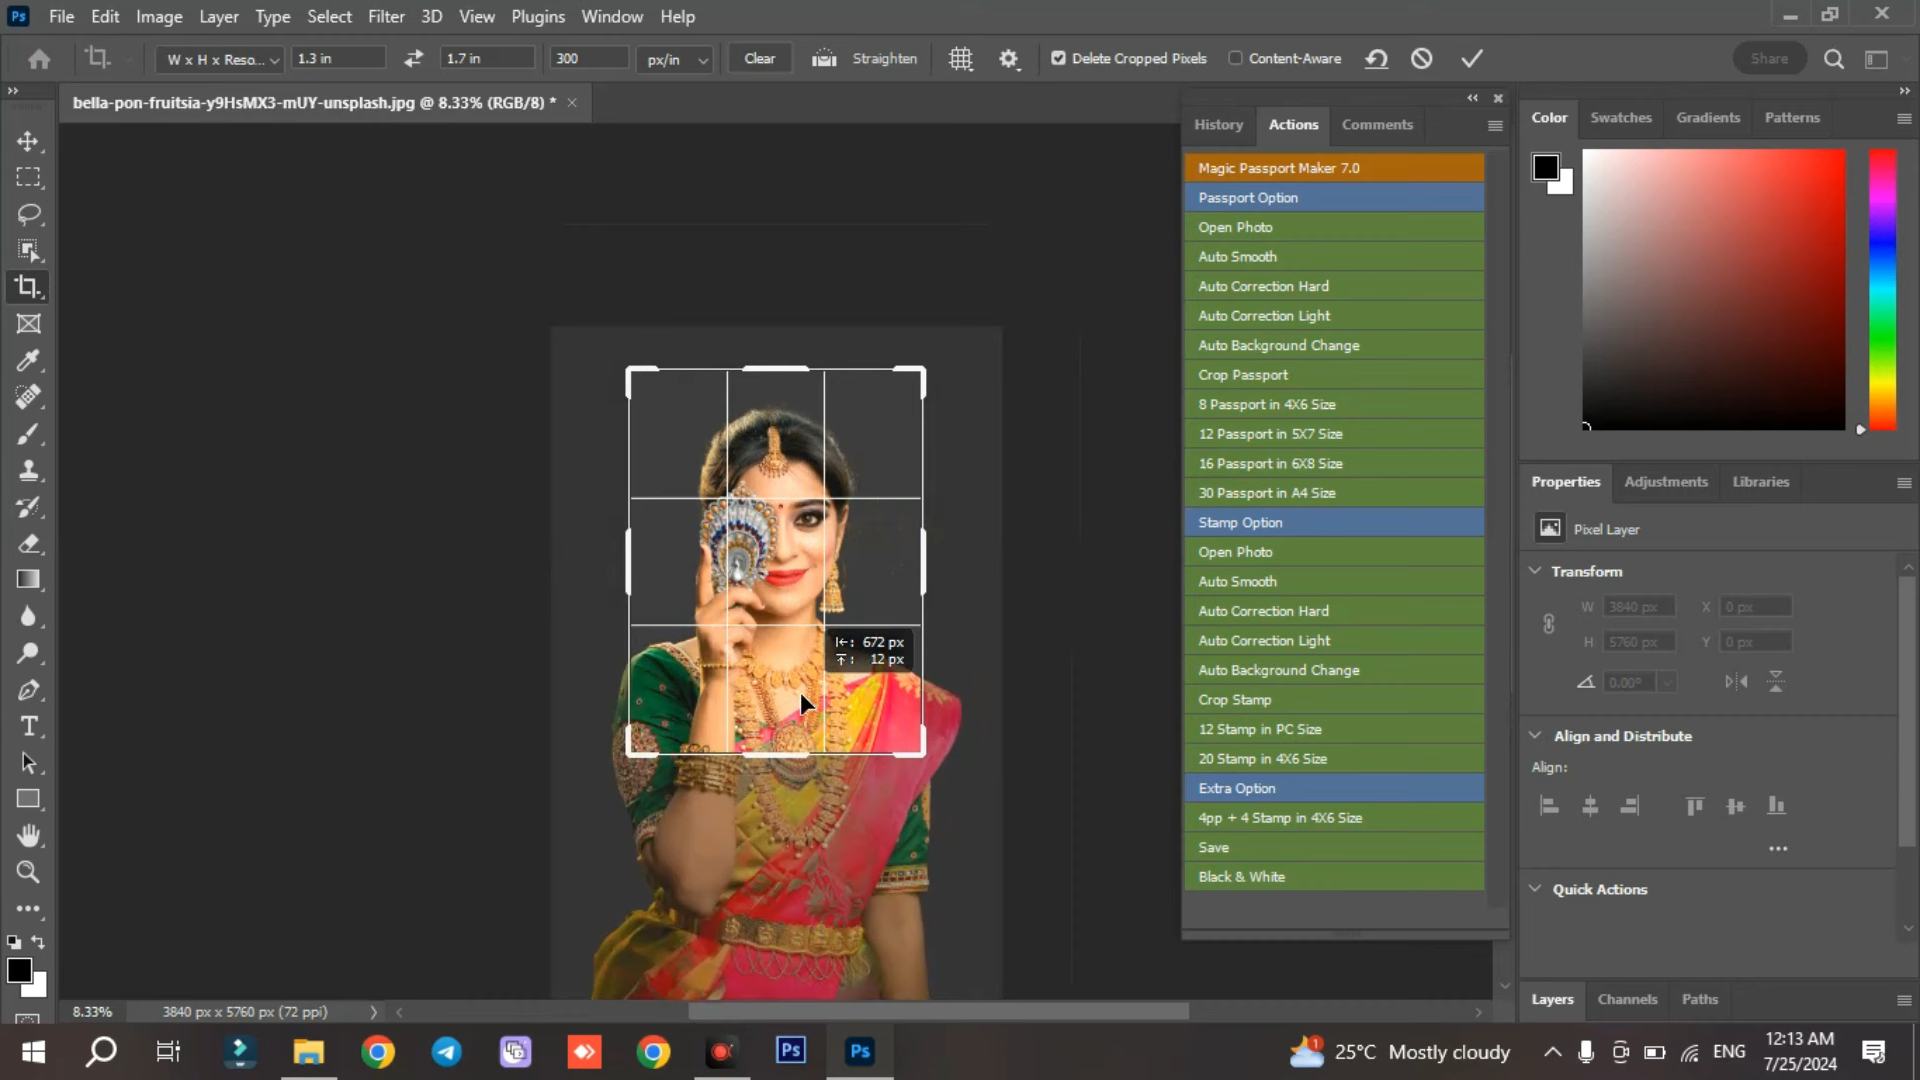 Ps File Edit Image Layer Type Select Filter 3D View Plugins Window Help
W x H x Reso... 1.3 in 1.7 in 300 px/in Clear Straighten Delete Cropped Pixels Content-Aware Share
bella-pon-fruitsia-y9HsMX3-mUY-unsplash.jpg @ 8.33% (RGB/8) *
History Actions Comments
Magic Passport Maker 7.0
Passport Option
Open Photo
Auto Smooth
Auto Correction Hard
Auto Correction Light
Auto Background Change
Crop Passport
8 Passport in 4X6 Size
12 Passport in 5X7 Size
16 Passport in 6X8 Size
30 Passport in A4 Size
Stamp Option
Open Photo
Auto Smooth
Auto Correction Hard
Auto Correction Light
Auto Background Change
Crop Stamp
12 Stamp in PC Size
20 Stamp in 4X6 Size
Extra Option
4pp + 4 Stamp in 4X6 Size
Save
Black & White
672 px
12 px
Color Swatches Gradients Patterns
Properties Adjustments Libraries
Pixel Layer
Transform
W 3840 px X 0 px
H 5760 px Y 0 px
0.00°
Align and Distribute
Align:
Quick Actions
Layers Channels Paths
8.33% 3840 px x 5760 px (72 ppi)
Ps Ps
1 25°C Mostly cloudy ENG
12:13 AM
7/25/2024